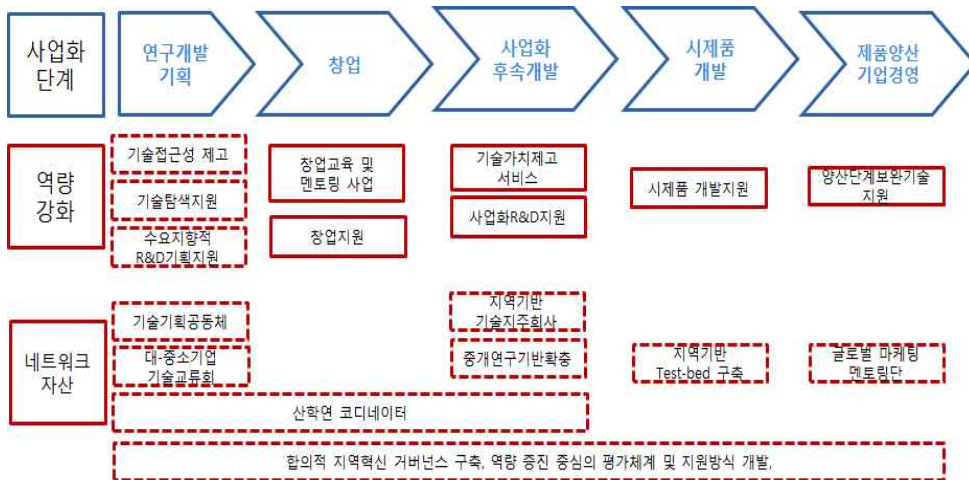 사업화
단계
연구개발
기획
창업
사업화
후속개발
시제품
개발
제품양산
기업경영
역량
강화
기술접근성 제고
기술탐색지원
수요지향적
R&D기획지원
창업교육 및
멘토링 사업
창업지원
기술가치제고
서비스
사업화R&D지원
시제품 개발지원
양산단계보완기술
지원
네트워크
자산
기술기획공동체
대-중소기업
기술교류회
지역기반
기술지주회사
중개연구기반확충
지역기반
Test-bed 구축
글로벌 마케팅
멘토링단
산학연 코디네이터
합의적 지역혁신 거버넌스 구축, 역량 증진 중심의 평가체계 및 지원방식 개발,